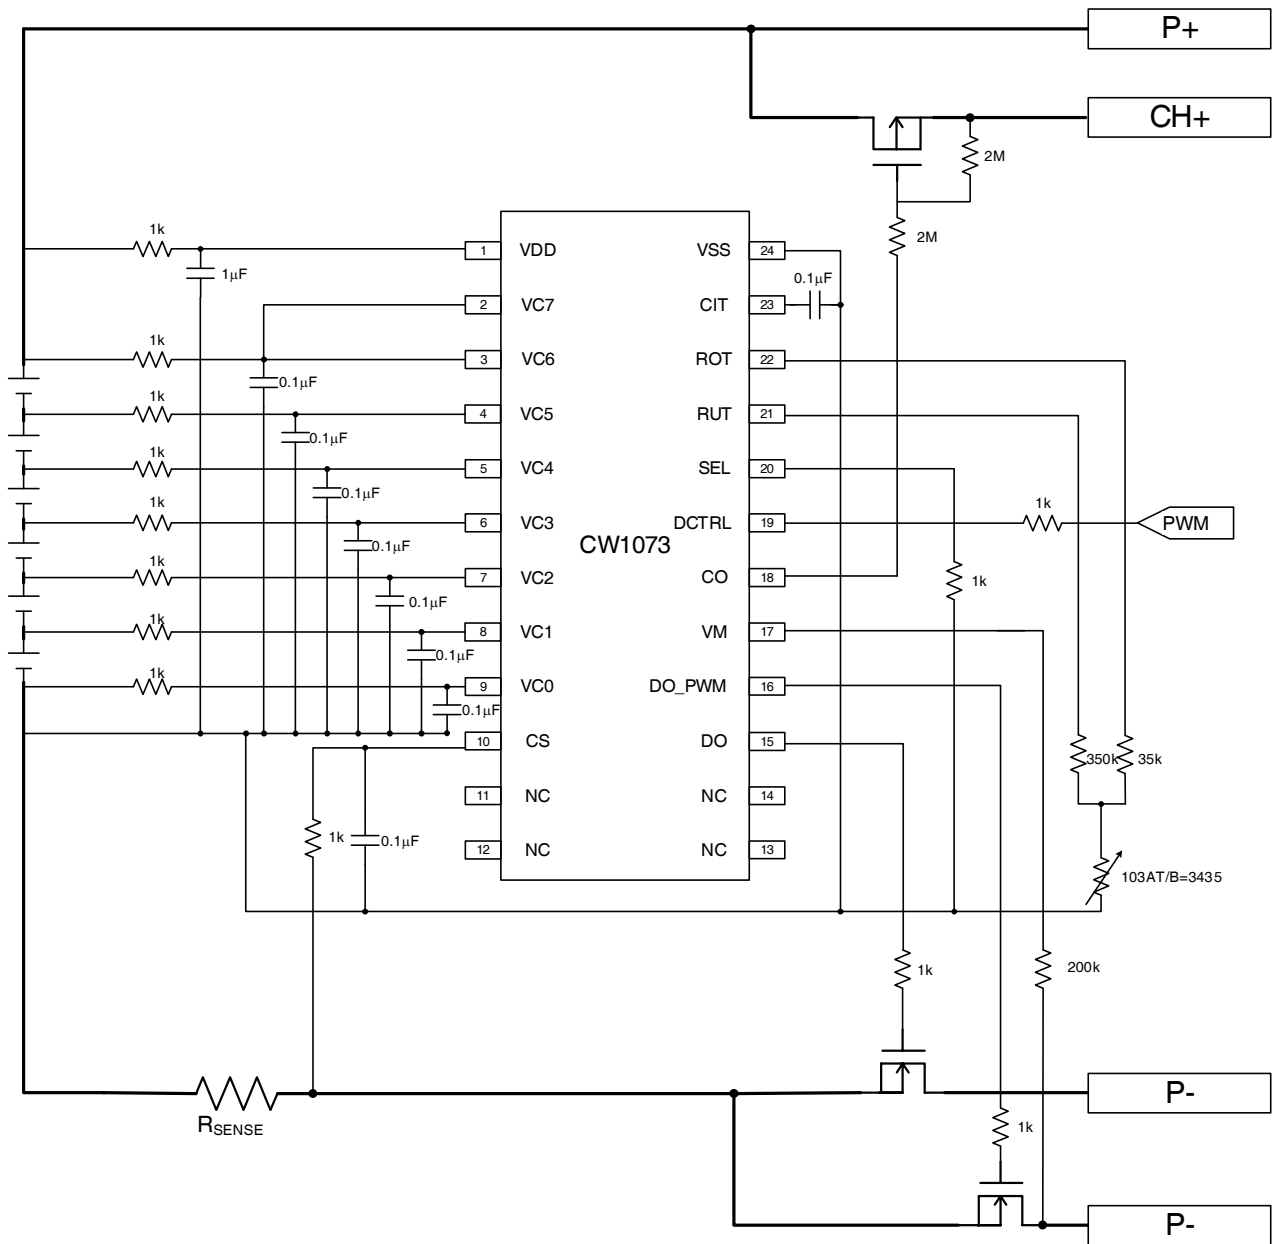 P+
CH+
2M
2M
1k
1 VDD
VSS 24
1µF
0.1µF
2 VC7
CIT 23
1k
3 VC6
ROT 22
0.1µF
1k
4 VC5
RUT 21
0.1µF
1k
5 VC4
SEL 20
0.1µF
1k
6 VC3
DCTRL 19
1k
PWM
0.1µF
CW1073
1k
7 VC2
CO 18
1k
0.1µF
1k
8 VC1
VM 17
0.1µF
1k
9 VC0
DO_PWM 16
0.1µF
10 CS
DO 15
350k
35k
11 NC
NC 14
1k
0.1µF
12 NC
NC 13
103AT/B=3435
1k
200k
P-
RSENSE
1k
P-